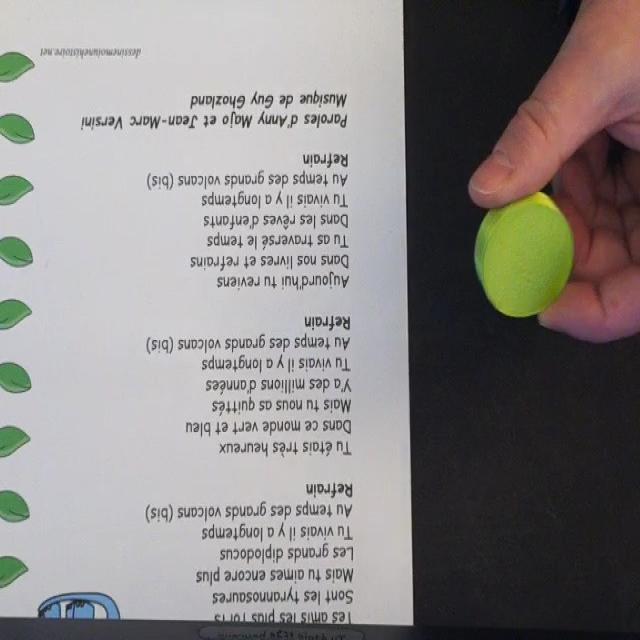 Tes amis les plus forts
Sont les tyrannosaures
Mais tu aimes encore plus
Les grands diplodocus
Tu vivais il y a longtemps
Au temps des grands volcans (bis)
Refrain
Tu étais très heureux
Dans ce monde vert et bleu
Mais tu nous as quittés
Y'a des millions d'années
Tu vivais il y a longtemps
Au temps des grands volcans (bis)
Refrain
Aujourd'hui tu reviens
Dans nos livres et refrains
Tu as traversé le temps
Dans les rêves d'enfants
Tu vivais il y a longtemps
Au temps des grands volcans (bis)
Refrain
Paroles d'Anny Majo et Jean-Marc Versini
Musique de Guy Ghozland
dessinemoiunehistoire.net